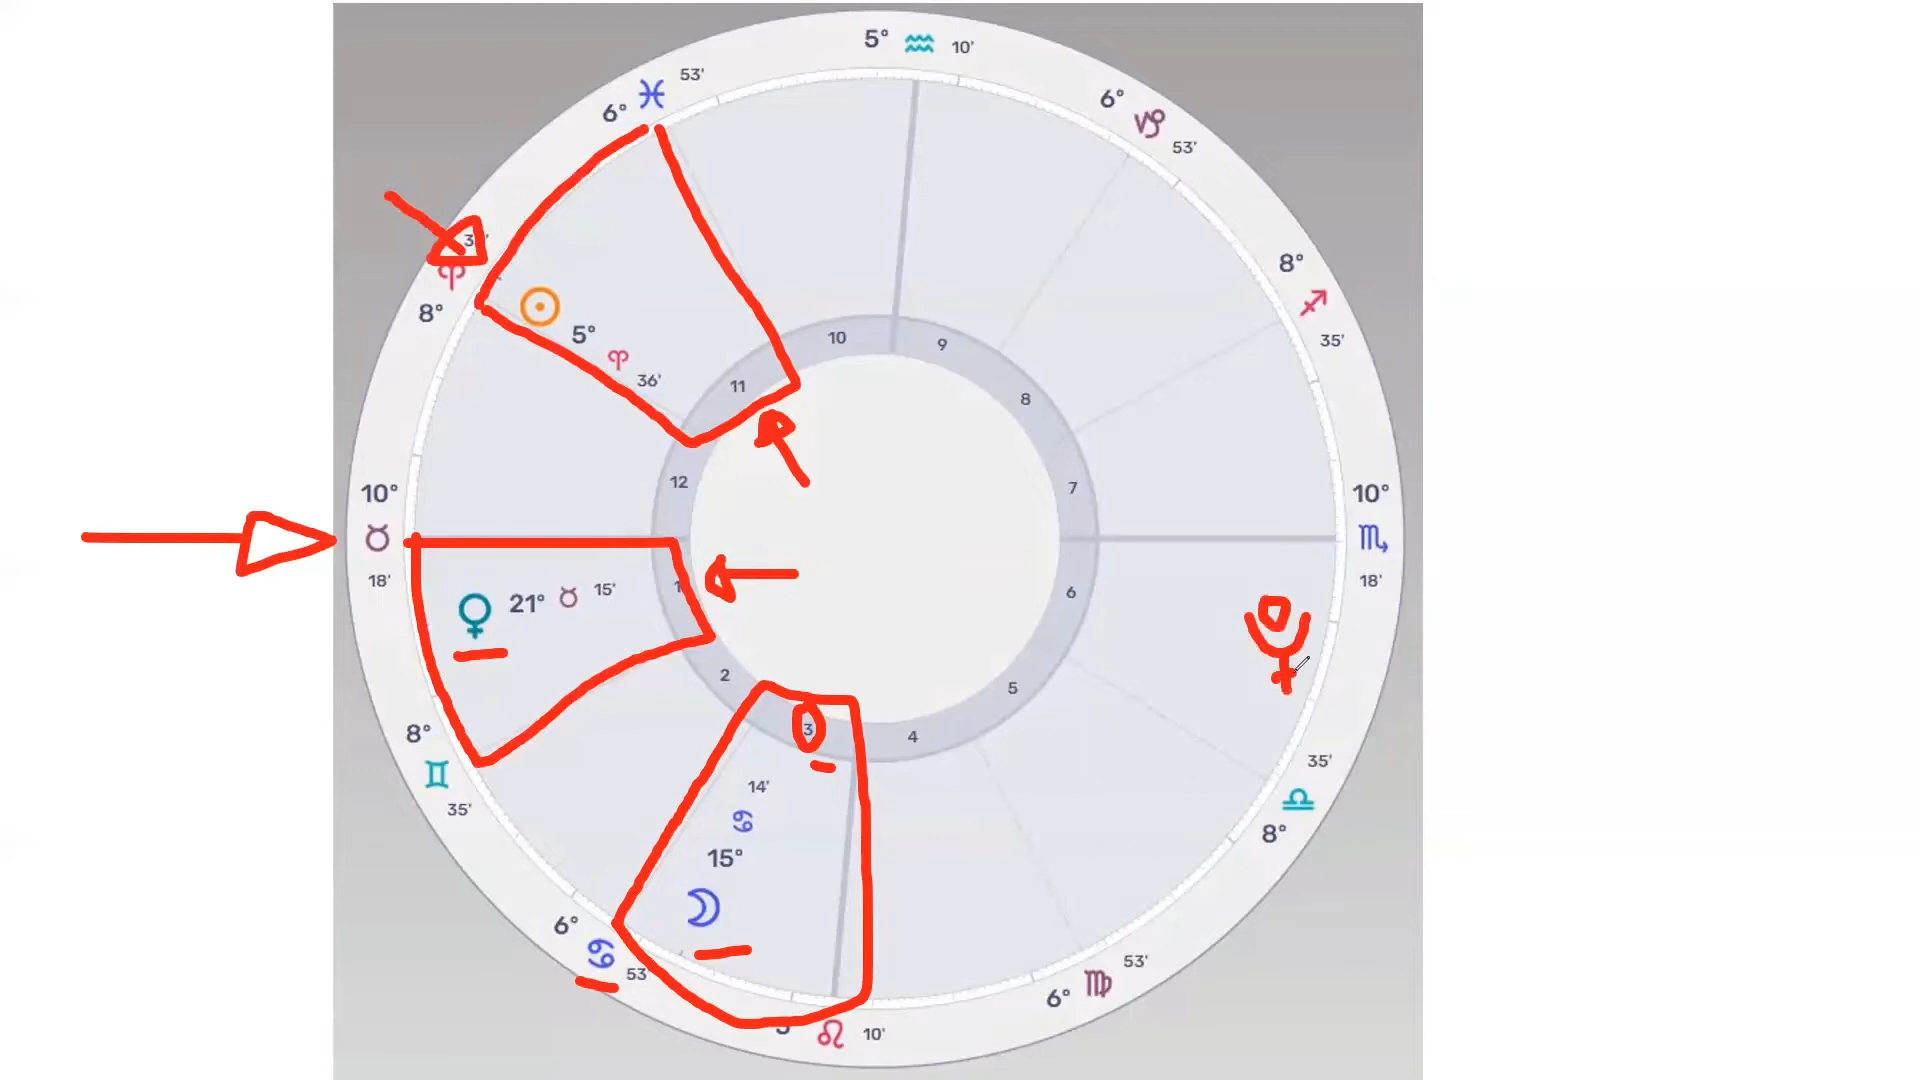 5° ♒ 10'
6° ♓ 53'
6° ♑ 53'
♈
8°
8° ♐ 35'
☉ 5° ♈ 36'
10 9
11 8
12 7
10° ♉ 18'
10° ♏ 18'
♀ 21° ♉ 15'
6
2 5
3 4
8° ♊ 35'
35' ♎ 8°
14' ♋ 15° ☽
6° ♋ 53
6° ♍ 53'
♌ 10'